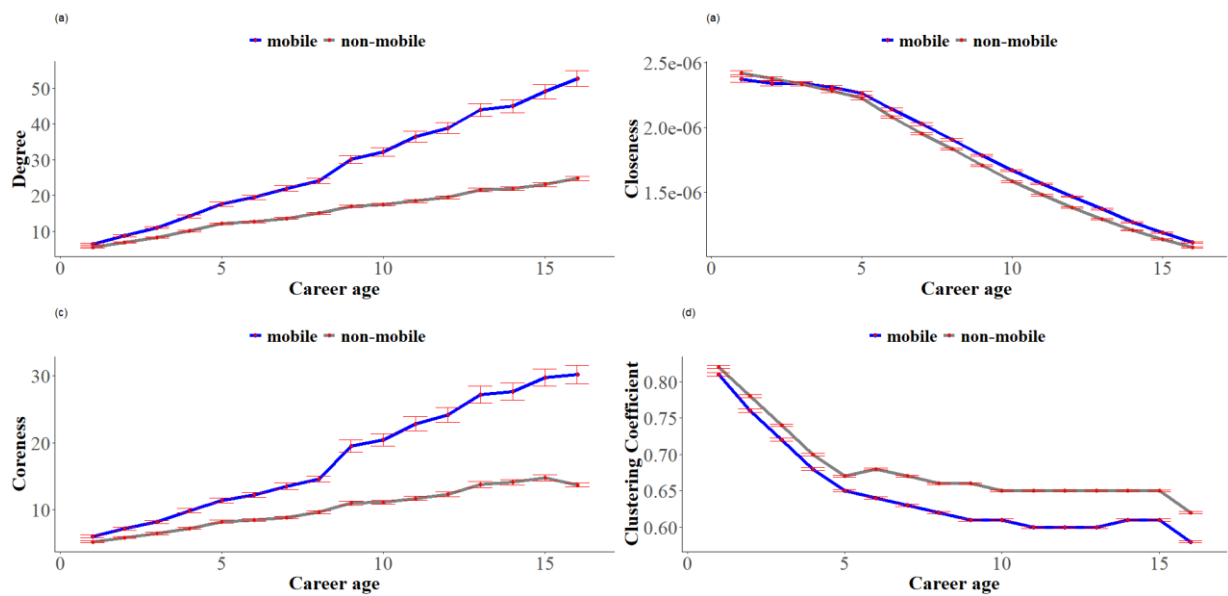 (a)
mobile non-mobile
50
40
30
20
10
Degree
0 5 10 15
Career age
(a)
mobile non-mobile
2.5e-06
2.0e-06
1.5e-06
Closeness
0 5 10 15
Career age
(c)
mobile non-mobile
30
20
10
Coreness
0 5 10 15
Career age
(d)
mobile non-mobile
0.80
0.75
0.70
0.65
0.60
Clustering Coefficient
0 5 10 15
Career age